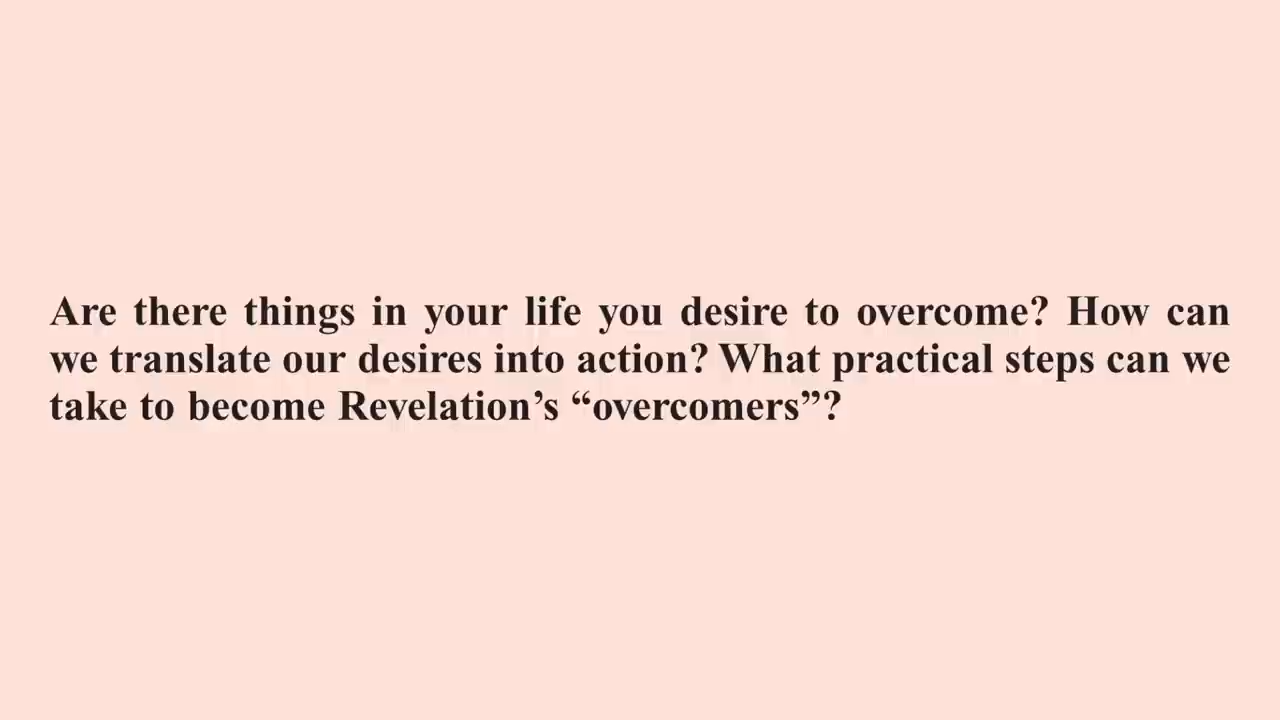 Are there things in your life you desire to overcome? How can
we translate our desires into action? What practical steps can we
take to become Revelation’s “overcomers”?